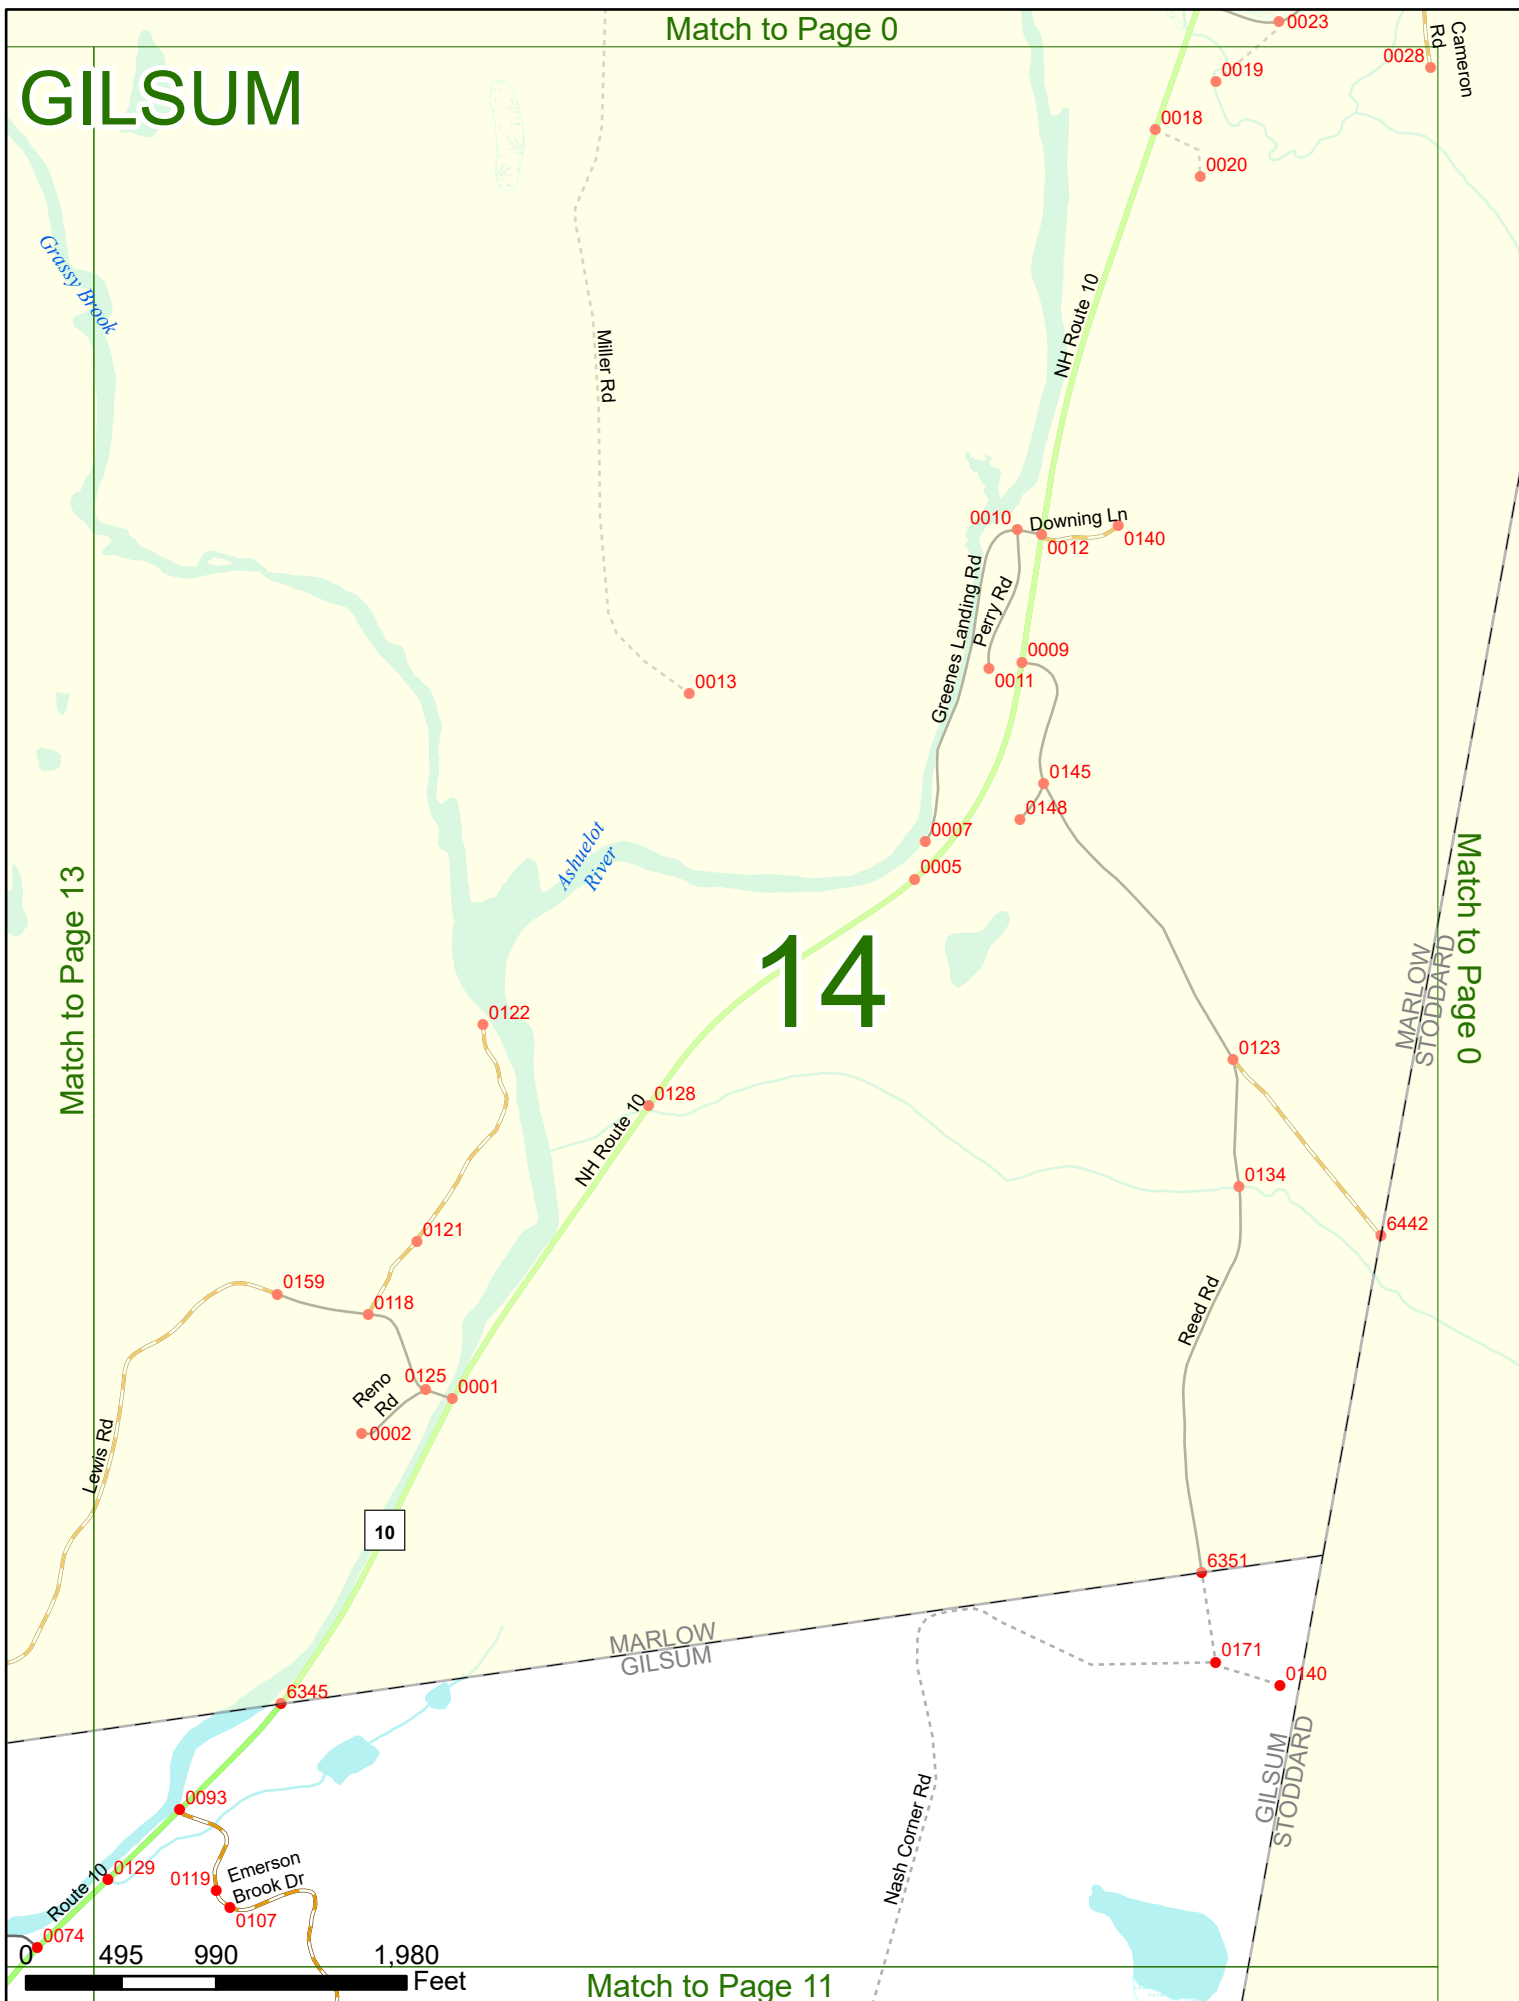 Match to Page 0
0023
Cameron
Rd
0028
GILSUM
0019
0018
0020
Grassy Brook
NH Route 10
Miller Rd
0010
Downing Ln
0140
0012
Greenes Landing Rd
Perry Rd
0009
0011
0013
0145
0148
0007
0005
Ashuelot
River
Match to Page 13
Match to Page 0
14
MARLOW
STODDARD
0122
0123
0128
NH Route 10
0134
6442
0121
0159
0118
Reed Rd
0125
0001
Reno
Rd
0002
Lewis Rd
10
6351
MARLOW
GILSUM
0171
0140
6345
GILSUM
STODDARD
Nash Corner Rd
0093
0129
0119
Emerson
Brook Dr
0107
Route 10
0074
0 495 990 1,980
Feet
Match to Page 11